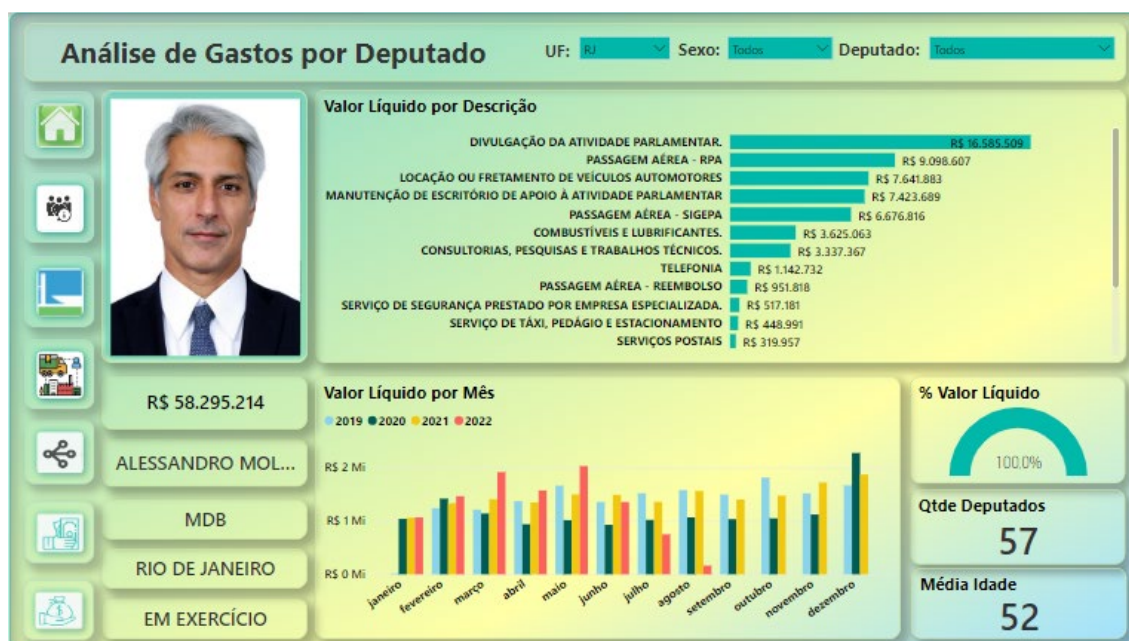 Análise de Gastos por Deputado
UF: RJ Sexo: Todos Deputado: Todos
Valor Líquido por Descrição
DIVULGAÇÃO DA ATIVIDADE PARLAMENTAR. R$ 16.585.509
PASSAGEM AÉREA - RPA R$ 9.098.607
LOCAÇÃO OU FRETAMENTO DE VEÍCULOS AUTOMOTORES R$ 7.641.883
MANUTENÇÃO DE ESCRITÓRIO DE APOIO À ATIVIDADE PARLAMENTAR R$ 7.423.689
PASSAGEM AÉREA - SIGEPA R$ 6.676.816
COMBUSTÍVEIS E LUBRIFICANTES. R$ 3.625.063
CONSULTORIAS, PESQUISAS E TRABALHOS TÉCNICOS. R$ 3.337.367
TELEFONIA R$ 1.142.732
PASSAGEM AÉREA - REEMBOLSO R$ 951.818
SERVIÇO DE SEGURANÇA PRESTADO POR EMPRESA ESPECIALIZADA. R$ 517.181
SERVIÇO DE TÁXI, PEDÁGIO E ESTACIONAMENTO R$ 448.991
SERVIÇOS POSTAIS R$ 319.957
R$ 58.295.214
ALESSANDRO MOL...
MDB
RIO DE JANEIRO
EM EXERCÍCIO
Valor Líquido por Mês
2019 2020 2021 2022
R$ 2 Mi
R$ 1 Mi
R$ 0 Mi
janeiro fevereiro março abril maio junho julho agosto setembro outubro novembro dezembro
% Valor Líquido
100,0%
Qtde Deputados
57
Média Idade
52